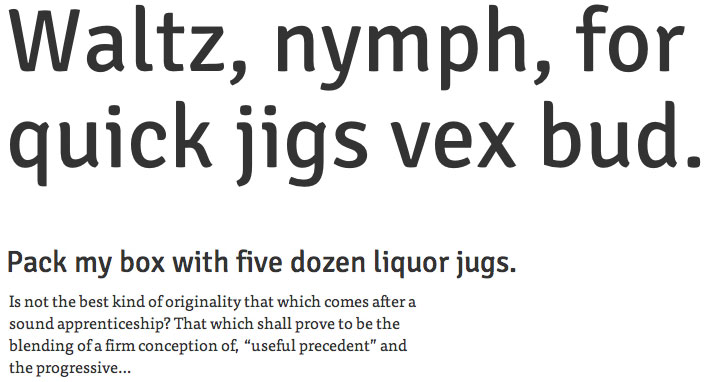 Waltz, nymph, for
quick jigs vex bud.
Pack my box with five dozen liquor jugs.
Is not the best kind of originality that which comes after a
sound apprenticeship? That which shall prove to be the
blending of a firm conception of, “useful precedent” and
the progressive...